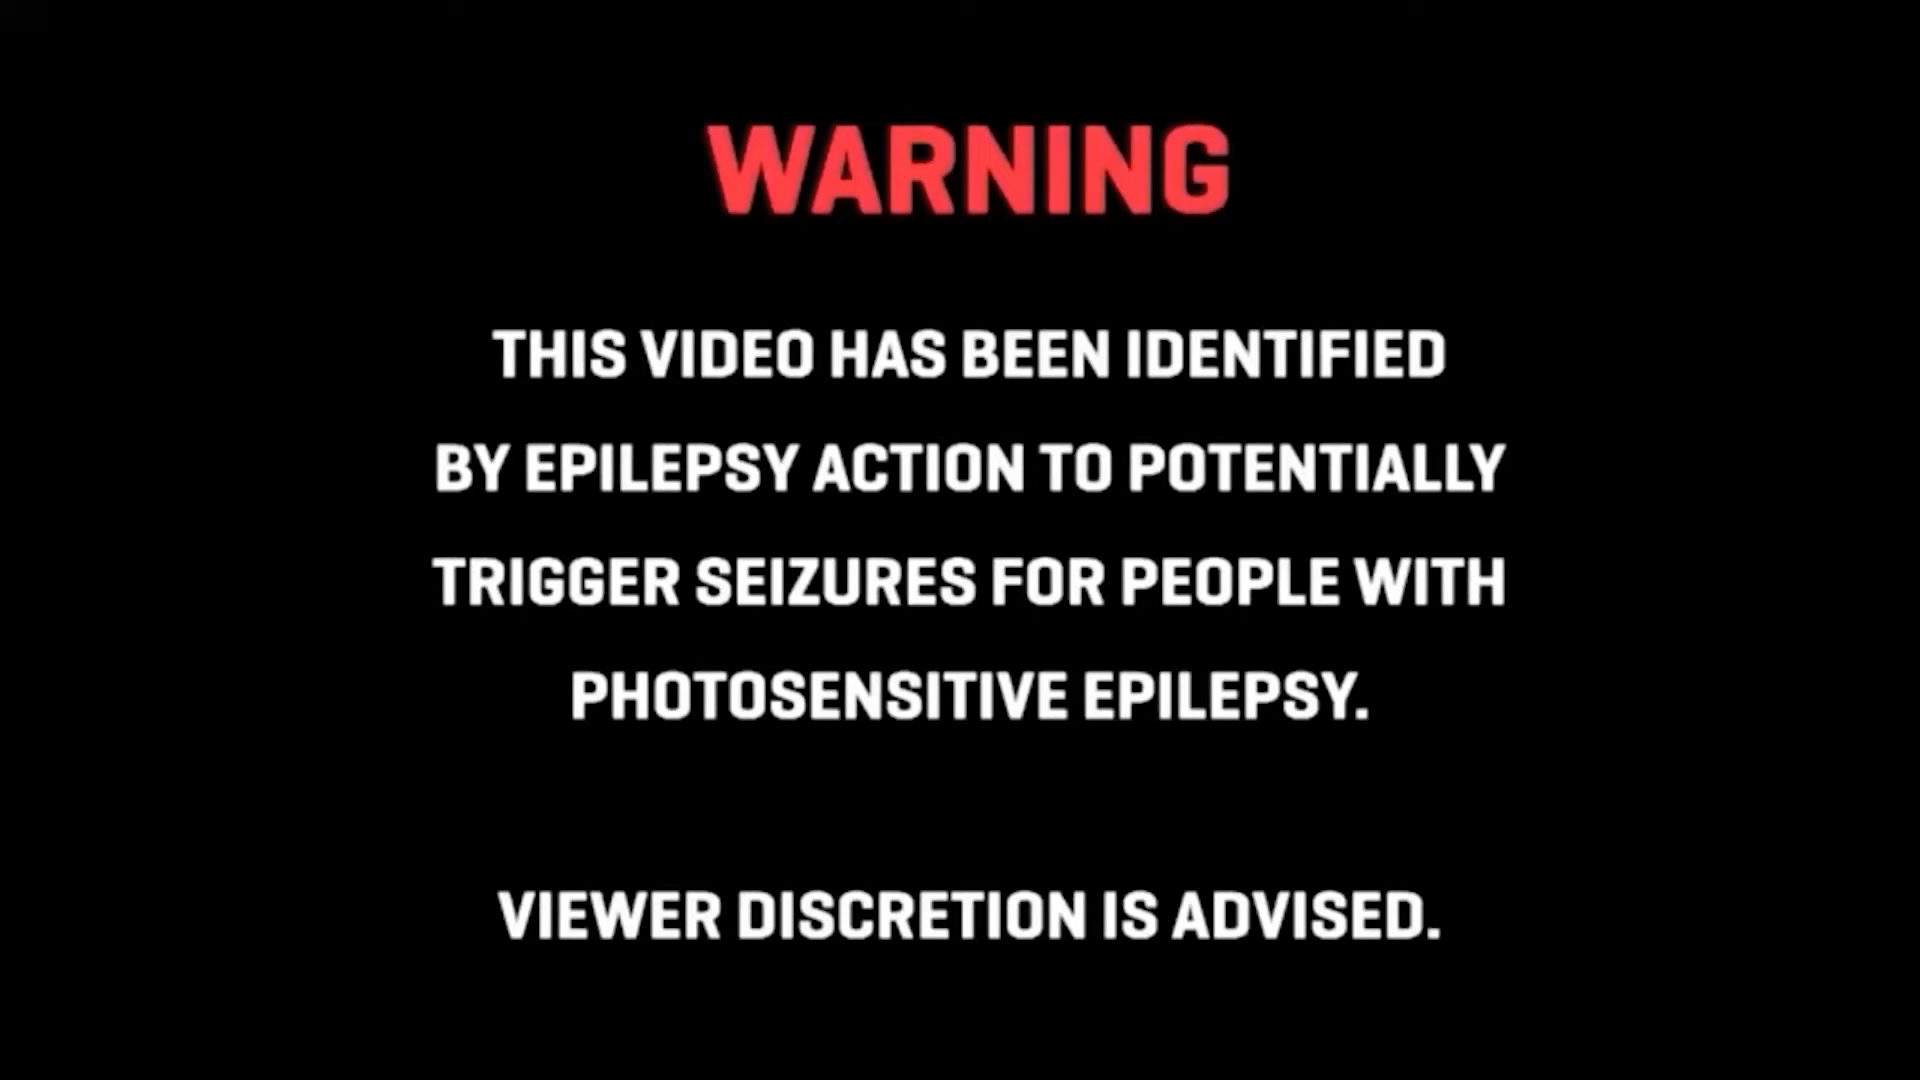 WARNING
THIS VIDEO HAS BEEN IDENTIFIED
BY EPILEPSY ACTION TO POTENTIALLY
TRIGGER SEIZURES FOR PEOPLE WITH
PHOTOSENSITIVE EPILEPSY.
VIEWER DISCRETION IS ADVISED.